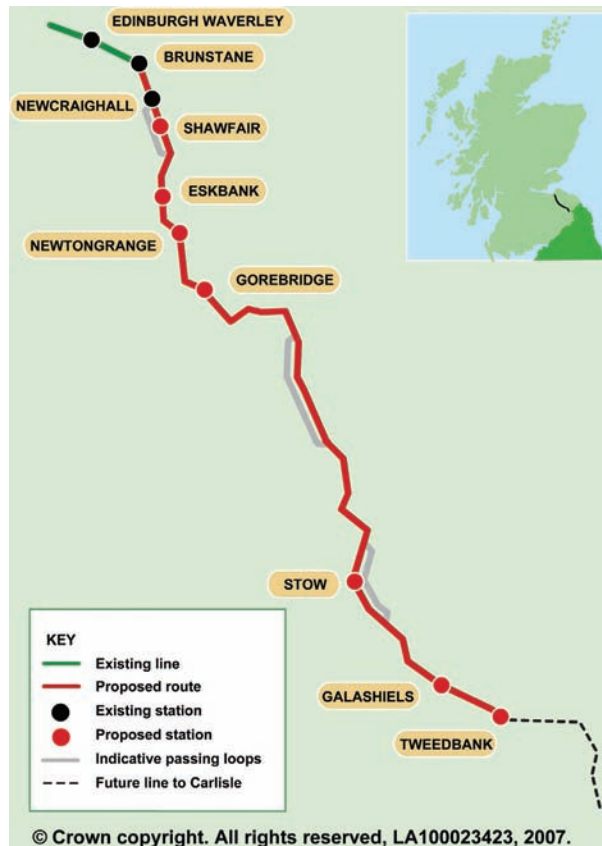 EDINBURGH WAVERLEY
BRUNSTANE
NEWCRAIGHALL
SHAWFAIR
ESKBANK
NEWTONGRANGE
GOREBRIDGE
STOW
GALASHIELS
TWEEDBANK
KEY
Existing line
Proposed route
Existing station
Proposed station
Indicative passing loops
Future line to Carlisle
© Crown copyright. All rights reserved, LA100023423, 2007.